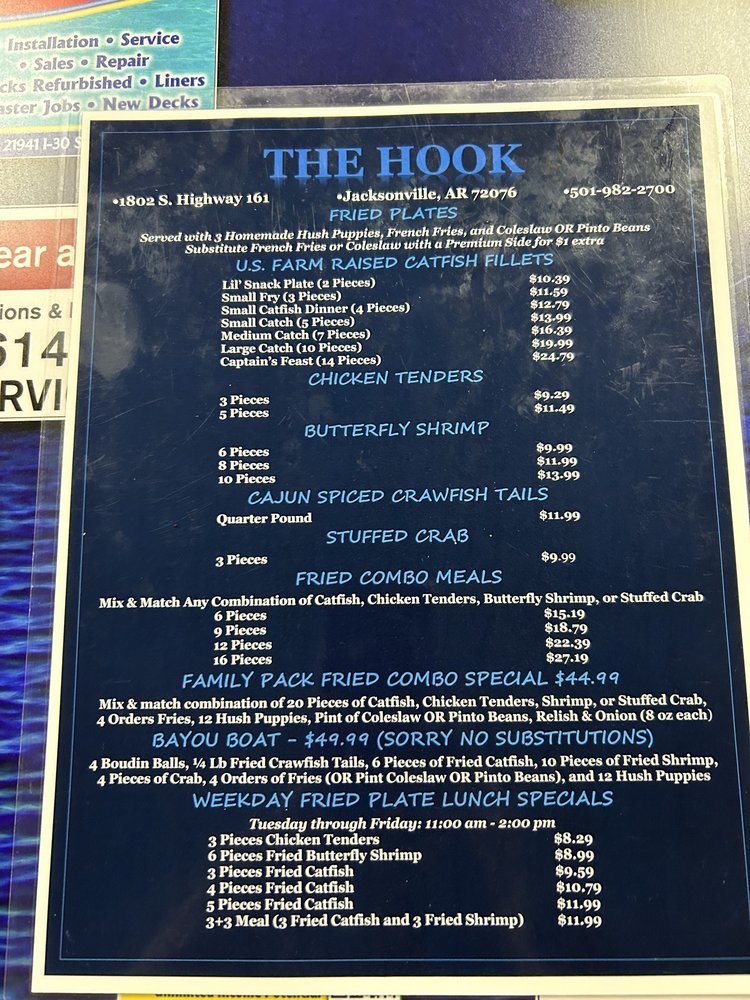 Installation • Service
• Sales • Repair
cks Refurbished • Liners
aster Jobs • New Decks
21941 I-30 S
ear a
ions &
614
RVI
THE HOOK
•1802 S. Highway 161 •Jacksonville, AR 72076 •501-982-2700
FRIED PLATES
Served with 3 Homemade Hush Puppies, French Fries, and Coleslaw OR Pinto Beans
Substitute French Fries or Coleslaw with a Premium Side for $1 extra
U.S. FARM RAISED CATFISH FILLETS
Lil' Snack Plate (2 Pieces) $10.39
Small Fry (3 Pieces) $11.59
Small Catfish Dinner (4 Pieces) $12.79
Small Catch (5 Pieces) $13.99
Medium Catch (7 Pieces) $16.39
Large Catch (10 Pieces) $19.99
Captain's Feast (14 Pieces) $24.79
CHICKEN TENDERS
3 Pieces $9.29
5 Pieces $11.49
BUTTERFLY SHRIMP
6 Pieces $9.99
8 Pieces $11.99
10 Pieces $13.99
CAJUN SPICED CRAWFISH TAILS
Quarter Pound $11.99
STUFFED CRAB
3 Pieces $9.99
FRIED COMBO MEALS
Mix & Match Any Combination of Catfish, Chicken Tenders, Butterfly Shrimp, or Stuffed Crab
6 Pieces $15.19
9 Pieces $18.79
12 Pieces $22.39
16 Pieces $27.19
FAMILY PACK FRIED COMBO SPECIAL $44.99
Mix & match combination of 20 Pieces of Catfish, Chicken Tenders, Shrimp, or Stuffed Crab,
4 Orders Fries, 12 Hush Puppies, Pint of Coleslaw OR Pinto Beans, Relish & Onion (8 oz each)
BAYOU BOAT - $49.99 (SORRY NO SUBSTITUTIONS)
4 Boudin Balls, ¼ Lb Fried Crawfish Tails, 6 Pieces of Fried Catfish, 10 Pieces of Fried Shrimp,
4 Pieces of Crab, 4 Orders of Fries (OR Pint Coleslaw OR Pinto Beans), and 12 Hush Puppies
WEEKDAY FRIED PLATE LUNCH SPECIALS
Tuesday through Friday: 11:00 am - 2:00 pm
3 Pieces Chicken Tenders $8.29
6 Pieces Fried Butterfly Shrimp $8.99
3 Pieces Fried Catfish $9.59
4 Pieces Fried Catfish $10.79
5 Pieces Fried Catfish $11.99
3+3 Meal (3 Fried Catfish and 3 Fried Shrimp) $11.99
Unlimited Income Potential